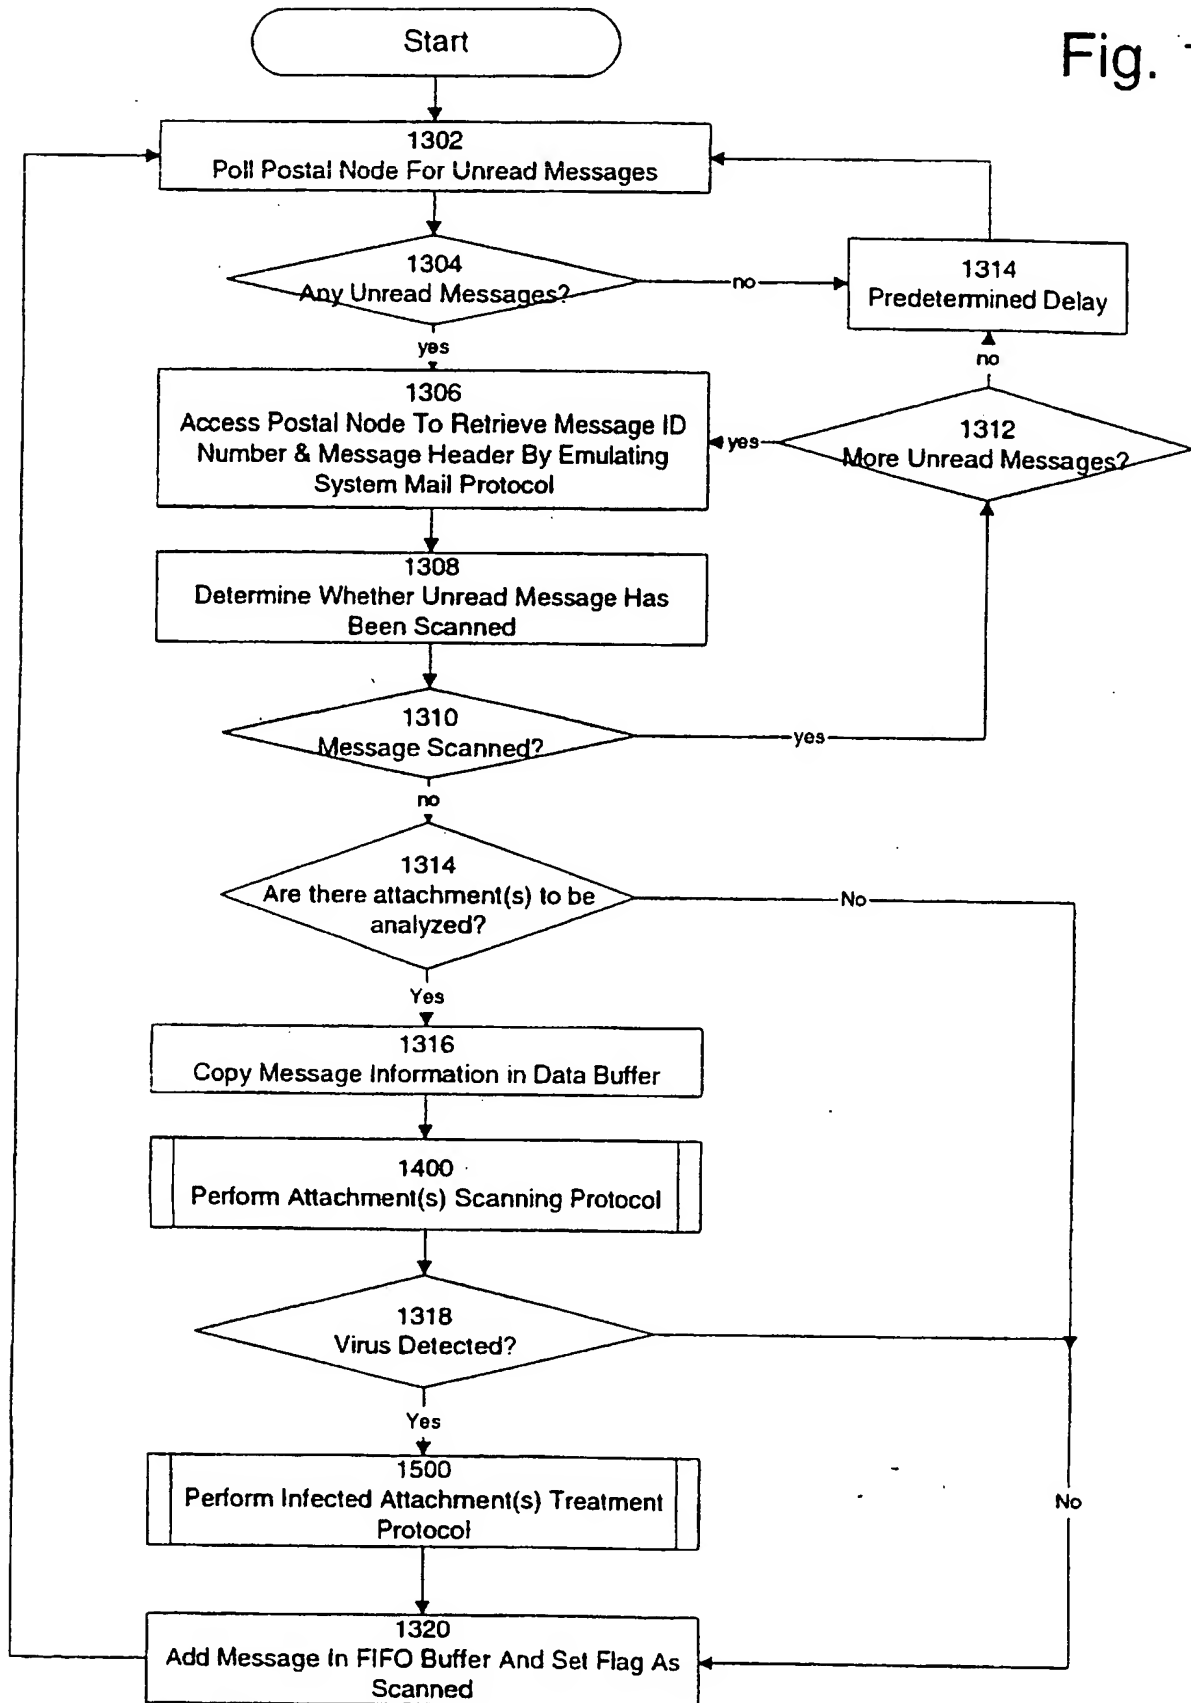 Start
Fig.
1302
Poll Postal Node For Unread Messages
1304
Any Unread Messages?
no
1314
Predetermined Delay
yes
no
1306
Access Postal Node To Retrieve Message ID
Number & Message Header By Emulating
System Mail Protocol
yes
1312
More Unread Messages?
1308
Determine Whether Unread Message Has
Been Scanned
1310
Message Scanned?
yes
no
1314
Are there attachment(s) to be
analyzed?
No
Yes
1316
Copy Message Information in Data Buffer
1400
Perform Attachment(s) Scanning Protocol
1318
Virus Detected?
Yes
1500
Perform Infected Attachment(s) Treatment
Protocol
No
1320
Add Message In FIFO Buffer And Set Flag As
Scanned